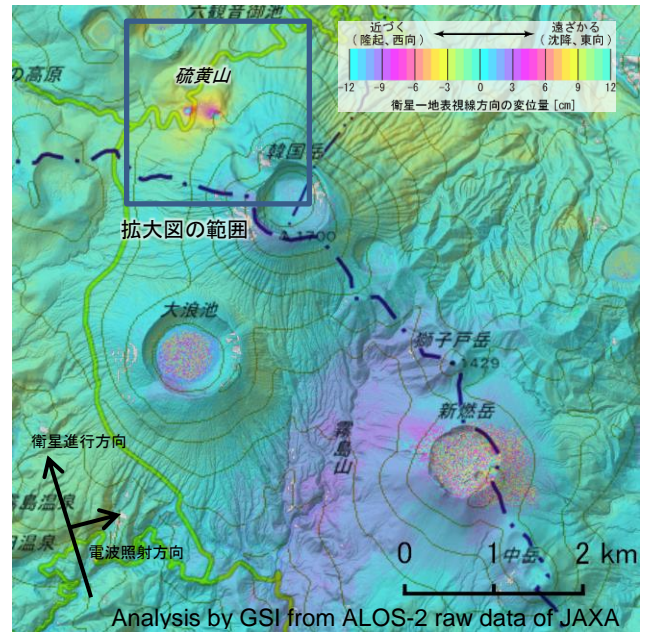 六観音御池
近づく 遠ざかる
(隆起、西向) (沈降、東向)
-12 -9 -6 -3 0 3 6 9 12
衛星ー地表視線方向の変位量 [cm]
の高原
硫黄山
韓国岳
1700
拡大図の範囲
大浪池
獅子戸岳
1429
新燃岳
霧島山
衛星進行方向
電波照射方向
中岳
0 1 2 km
Analysis by GSI from ALOS-2 raw data of JAXA